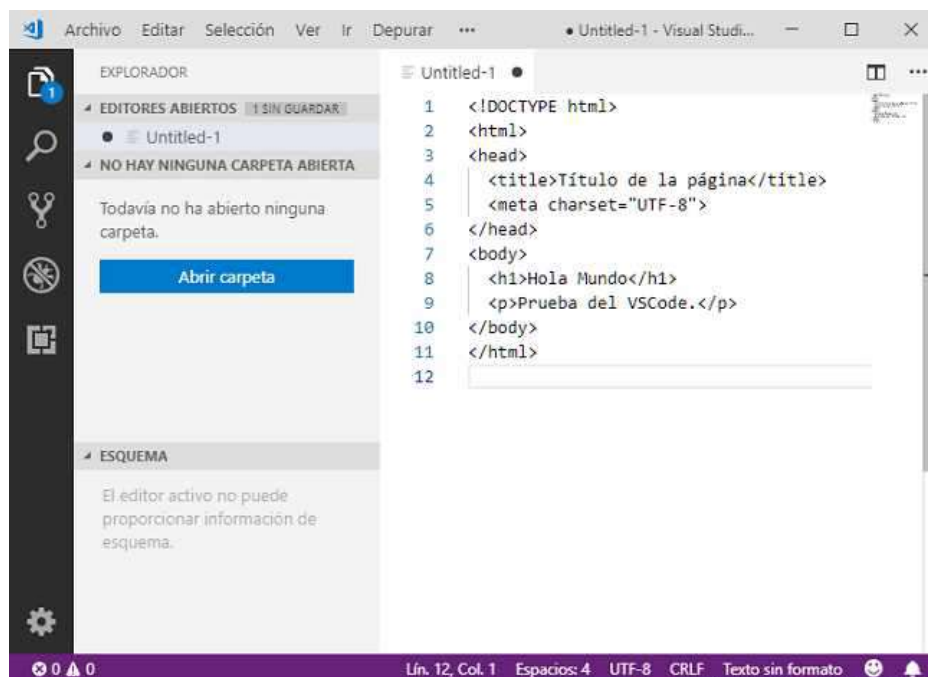 Archivo Editar Selección Ver Ir Depurar ••• ● Untitled-1 - Visual Studi...
1
EXPLORADOR
EDITORES ABIERTOS 1 SIN GUARDAR
● Untitled-1
NO HAY NINGUNA CARPETA ABIERTA
Todavía no ha abierto ninguna
carpeta.
Abrir carpeta
ESQUEMA
El editor activo no puede
proporcionar información de
esquema.
Untitled-1 ●
1 <!DOCTYPE html>
2 <html>
3 <head>
4 <title>Título de la página</title>
5 <meta charset="UTF-8">
6 </head>
7 <body>
8 <h1>Hola Mundo</h1>
9 <p>Prueba del VSCode.</p>
10 </body>
11 </html>
12
0 0 Lín. 12, Col. 1 Espacios: 4 UTF-8 CRLF Texto sin formato